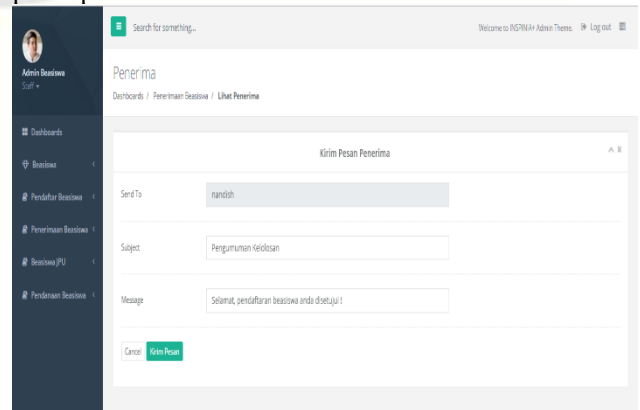 Search for something...
Welcome to INSPINIA+ Admin Theme.
Log out
Admin Beasiswa
Staff
Penerima
Dashboards / Penerimaan Beasiswa / Lihat Penerima
Dashboards
Beasiswa
Pendaftar Beasiswa
Penerimaan Beasiswa
Beasiswa JPU
Pendanaan Beasiswa
Kirim Pesan Penerima
Send To
nandish
Subject
Pengumuman Kelolosan
Message
Selamat, pendaftaran beasiswa anda disetujui !
Cancel
Kirim Pesan